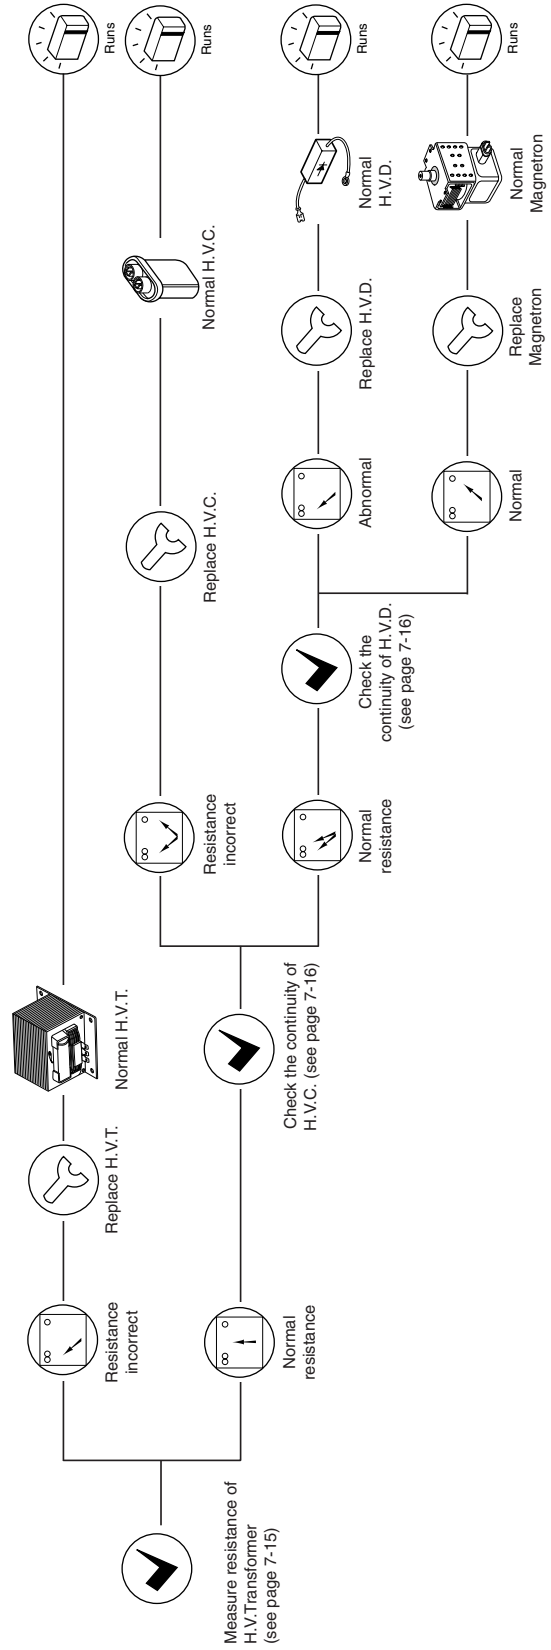 Measure resistance of
H.V.Transformer
(see page 7-15)
Resistance
incorrect
Replace H.V.T.
Normal H.V.T.
Runs
Normal
resistance
Check the continuity of
H.V.C. (see page 7-16)
Resistance
incorrect
Replace H.V.C.
Normal H.V.C.
Runs
Normal
resistance
Check the
continuity of H.V.D.
(see page 7-16)
Abnormal
Replace H.V.D.
Normal
H.V.D.
Runs
Normal
Replace
Magnetron
Normal
Magnetron
Runs